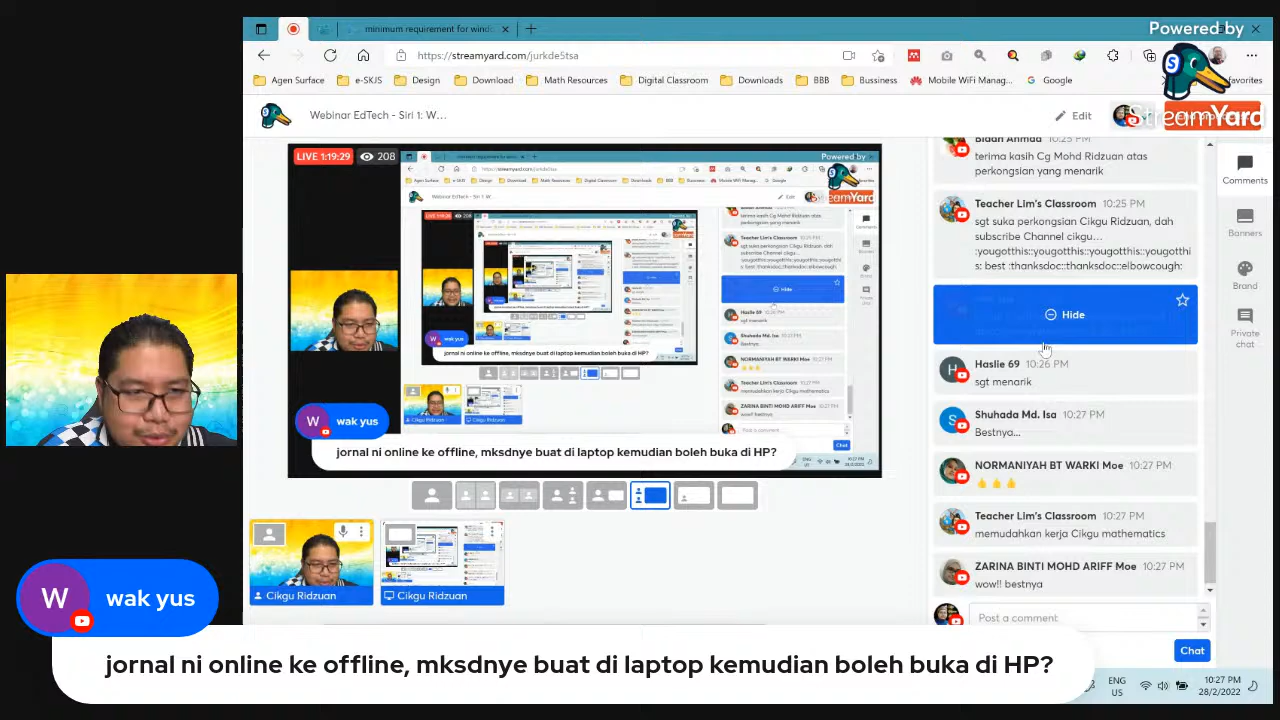 minimum requirement for windo
Powered by
https://streamyard.com/jurkde5tsa
Agen Surface
e-SKJS
Design
Download
Math Resources
Digital Classroom
Downloads
BBB
Bussiness
Mobile WiFi Manag...
Google
favorites
Webinar EdTech - Siri 1: W...
Edit
StreamYard
LIVE 1:19:29
208
Bidan Ahmad 10:25 PM
terima kasih Cg Mohd Ridzuan atas
perkongsian yang menarik
Teacher Lim's Classroom 10:25 PM
sgt suka perkongsian Cikgu Ridzuan, dah
subscribe Channel cikgu...
Hide
Haslie 69 10:26 PM
sgt menarik
Shuhada Md. Isa 10:27 PM
Bestnya...
NORMANIYAH BT WARKI Moe 10:27 PM
👍👍👍
Teacher Lim's Classroom 10:27 PM
memudahkan kerja Cikgu mathematics
ZARINA BINTI MOHD ARIFF Moe 10:27 PM
wow!! bestnya
Post a comment
Chat
Comments
Banners
Brand
Private
chat
W
wak yus
jornal ni online ke offline, mksdnye buat di laptop kemudian boleh buka di HP?
Cikgu Ridzuan
Cikgu Ridzuan
W
wak yus
jornal ni online ke offline, mksdnye buat di laptop kemudian boleh buka di HP?
ENG
US
10:27 PM
28/2/2022